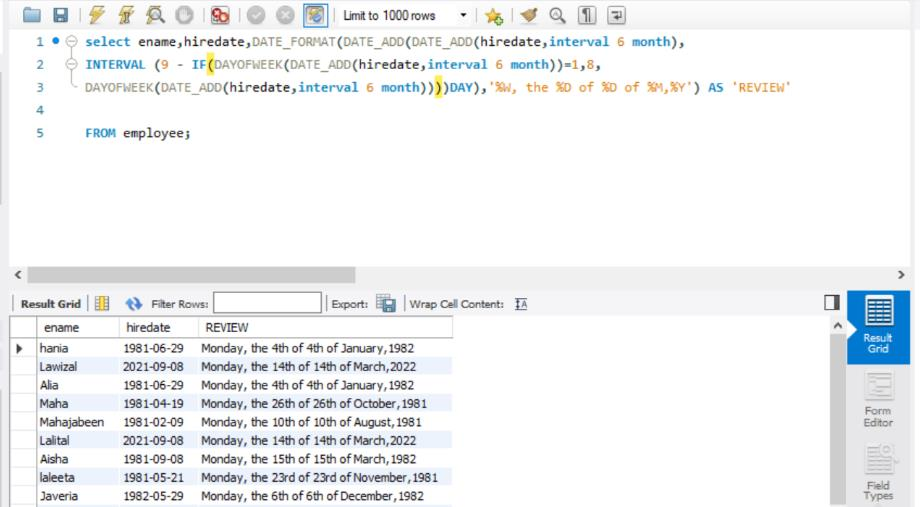 Limit to 1000 rows
1 select ename,hiredate,DATE_FORMAT(DATE_ADD(DATE_ADD(hiredate,interval 6 month),
2 INTERVAL (9 - IF(DAYOFWEEK(DATE_ADD(hiredate,interval 6 month))=1,8,
3 DAYOFWEEK(DATE_ADD(hiredate,interval 6 month))))DAY),'%W, the %D of %D of %M,%Y') AS 'REVIEW'
4
5 FROM employee;
Result Grid Filter Rows: Export: Wrap Cell Content: IA
ename hiredate REVIEW
hania 1981-06-29 Monday, the 4th of 4th of January,1982
Lawizal 2021-09-08 Monday, the 14th of 14th of March,2022
Alia 1981-06-29 Monday, the 4th of 4th of January,1982
Maha 1981-04-19 Monday, the 26th of 26th of October,1981
Mahajabeen 1981-02-09 Monday, the 10th of 10th of August,1981
Lalital 2021-09-08 Monday, the 14th of 14th of March,2022
Aisha 1981-09-08 Monday, the 15th of 15th of March,1982
laleeta 1981-05-21 Monday, the 23rd of 23rd of November,1981
Javeria 1982-05-29 Monday, the 6th of 6th of December,1982
Result
Grid
Form
Editor
Field
Types